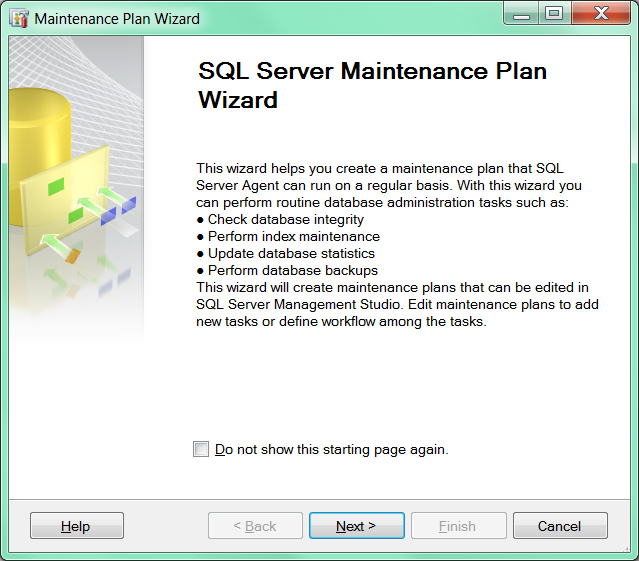 Maintenance Plan Wizard
SQL Server Maintenance Plan
Wizard
This wizard helps you create a maintenance plan that SQL
Server Agent can run on a regular basis. With this wizard you
can perform routine database administration tasks such as:
● Check database integrity
● Perform index maintenance
● Update database statistics
● Perform database backups
This wizard will create maintenance plans that can be edited in
SQL Server Management Studio. Edit maintenance plans to add
new tasks or define workflow among the tasks.
Do not show this starting page again.
Help
< Back
Next >
Finish
Cancel